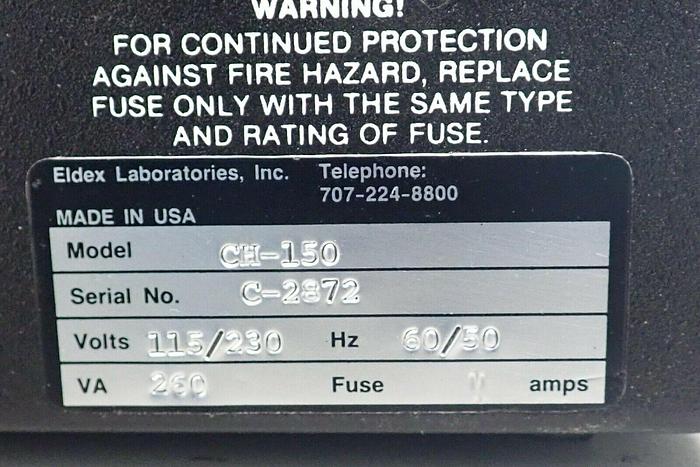 WARNING!
FOR CONTINUED PROTECTION
AGAINST FIRE HAZARD, REPLACE
FUSE ONLY WITH THE SAME TYPE
AND RATING OF FUSE.
Eldex Laboratories, Inc. Telephone:
707-224-8800
MADE IN USA
Model CH-150
Serial No. C-2872
Volts 115/230 Hz 60/50
VA 260 Fuse amps